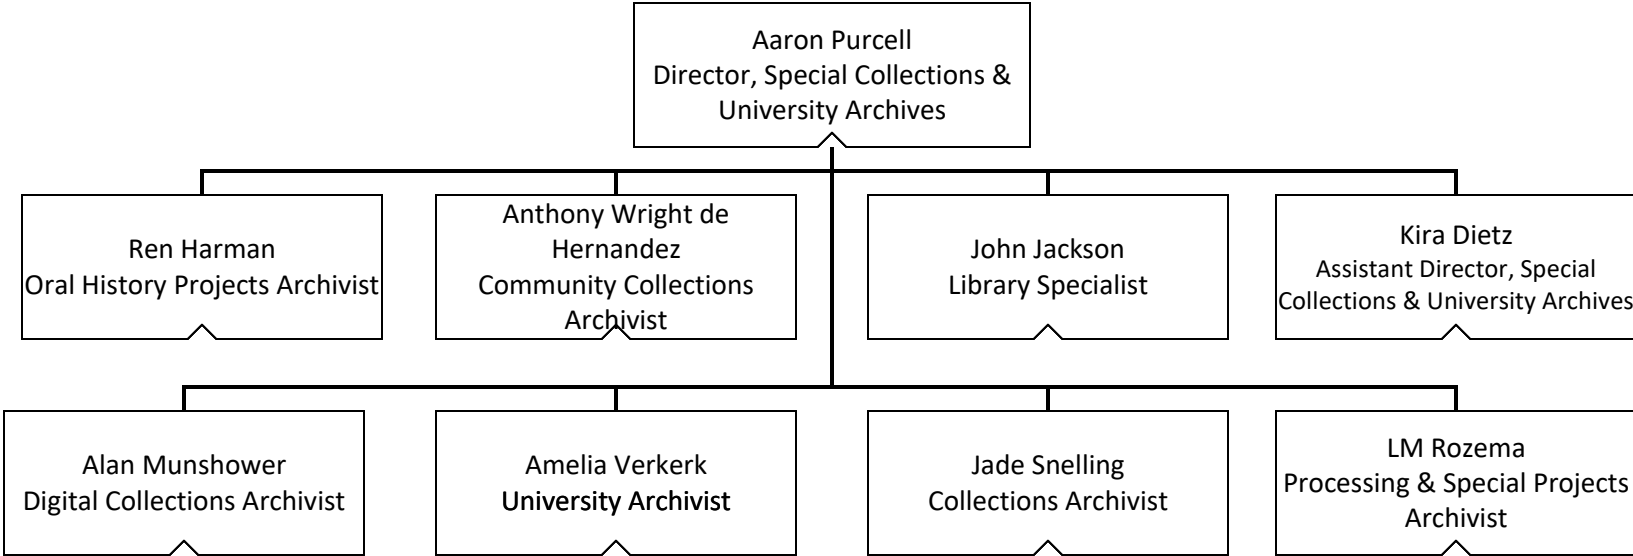 Aaron Purcell
Director, Special Collections &
University Archives
Ren Harman
Oral History Projects Archivist
Anthony Wright de
Hernandez
Community Collections
Archivist
John Jackson
Library Specialist
Kira Dietz
Assistant Director, Special
Collections & University Archives
Alan Munshower
Digital Collections Archivist
Amelia Verkerk
University Archivist
Jade Snelling
Collections Archivist
LM Rozema
Processing & Special Projects
Archivist